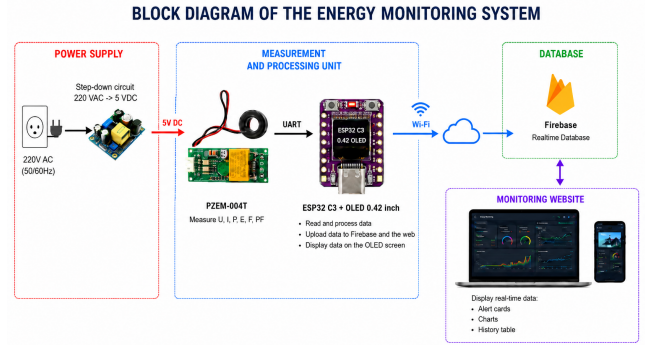 BLOCK DIAGRAM OF THE ENERGY MONITORING SYSTEM
POWER SUPPLY
Step-down circuit
220 VAC -> 5 VDC
220V AC
(50/60Hz)
5V DC
MEASUREMENT
AND PROCESSING UNIT
PZEM-004T
Measure U, I, P, E, F, PF
UART
ESP32 C3
0.42 OLED
ESP32 C3 + OLED 0.42 inch
• Read and process data
• Upload data to Firebase and the web
• Display data on the OLED screen
Wi-Fi
DATABASE
Firebase
Realtime Database
MONITORING WEBSITE
Display real-time data:
• Alert cards
• Charts
• History table